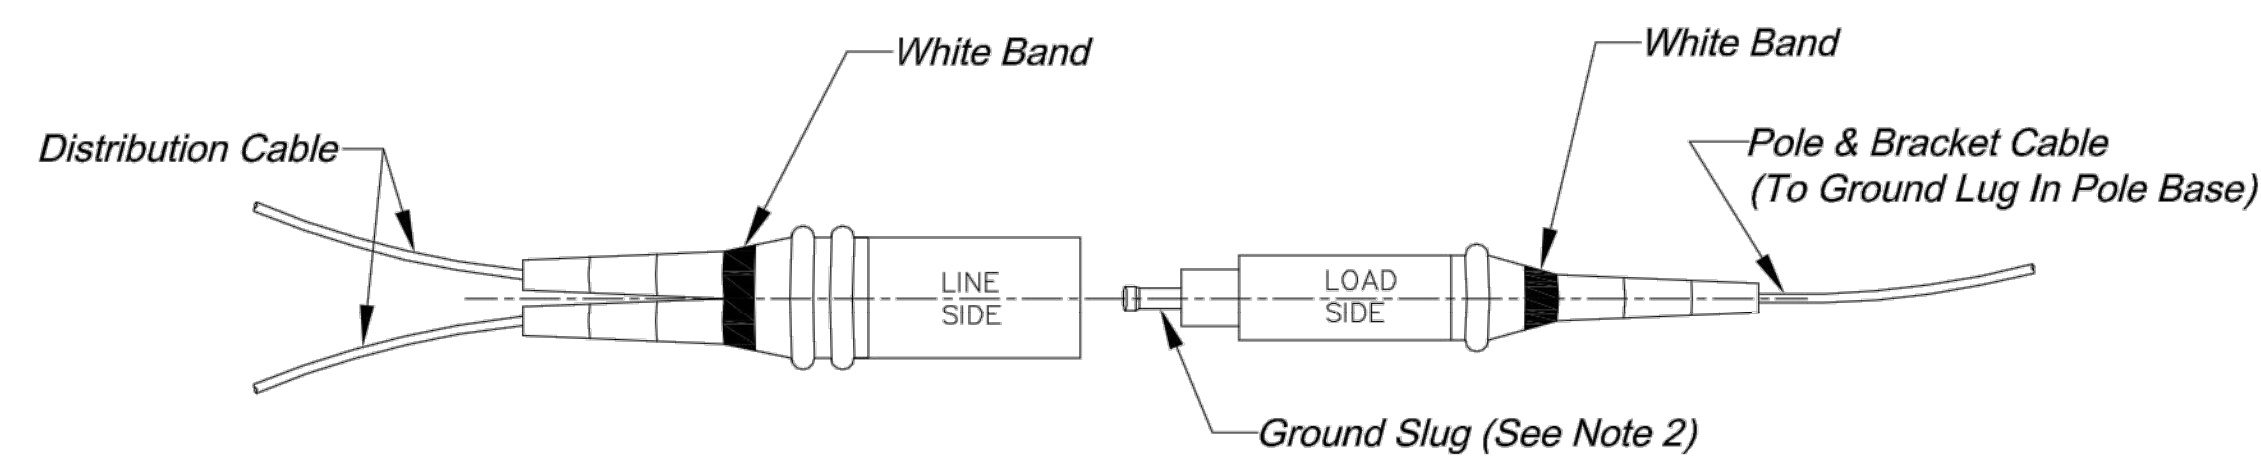 White Band
White Band
Distribution Cable
Pole & Bracket Cable
(To Ground Lug In Pole Base)
LINE
SIDE
LOAD
SIDE
Ground Slug (See Note 2)